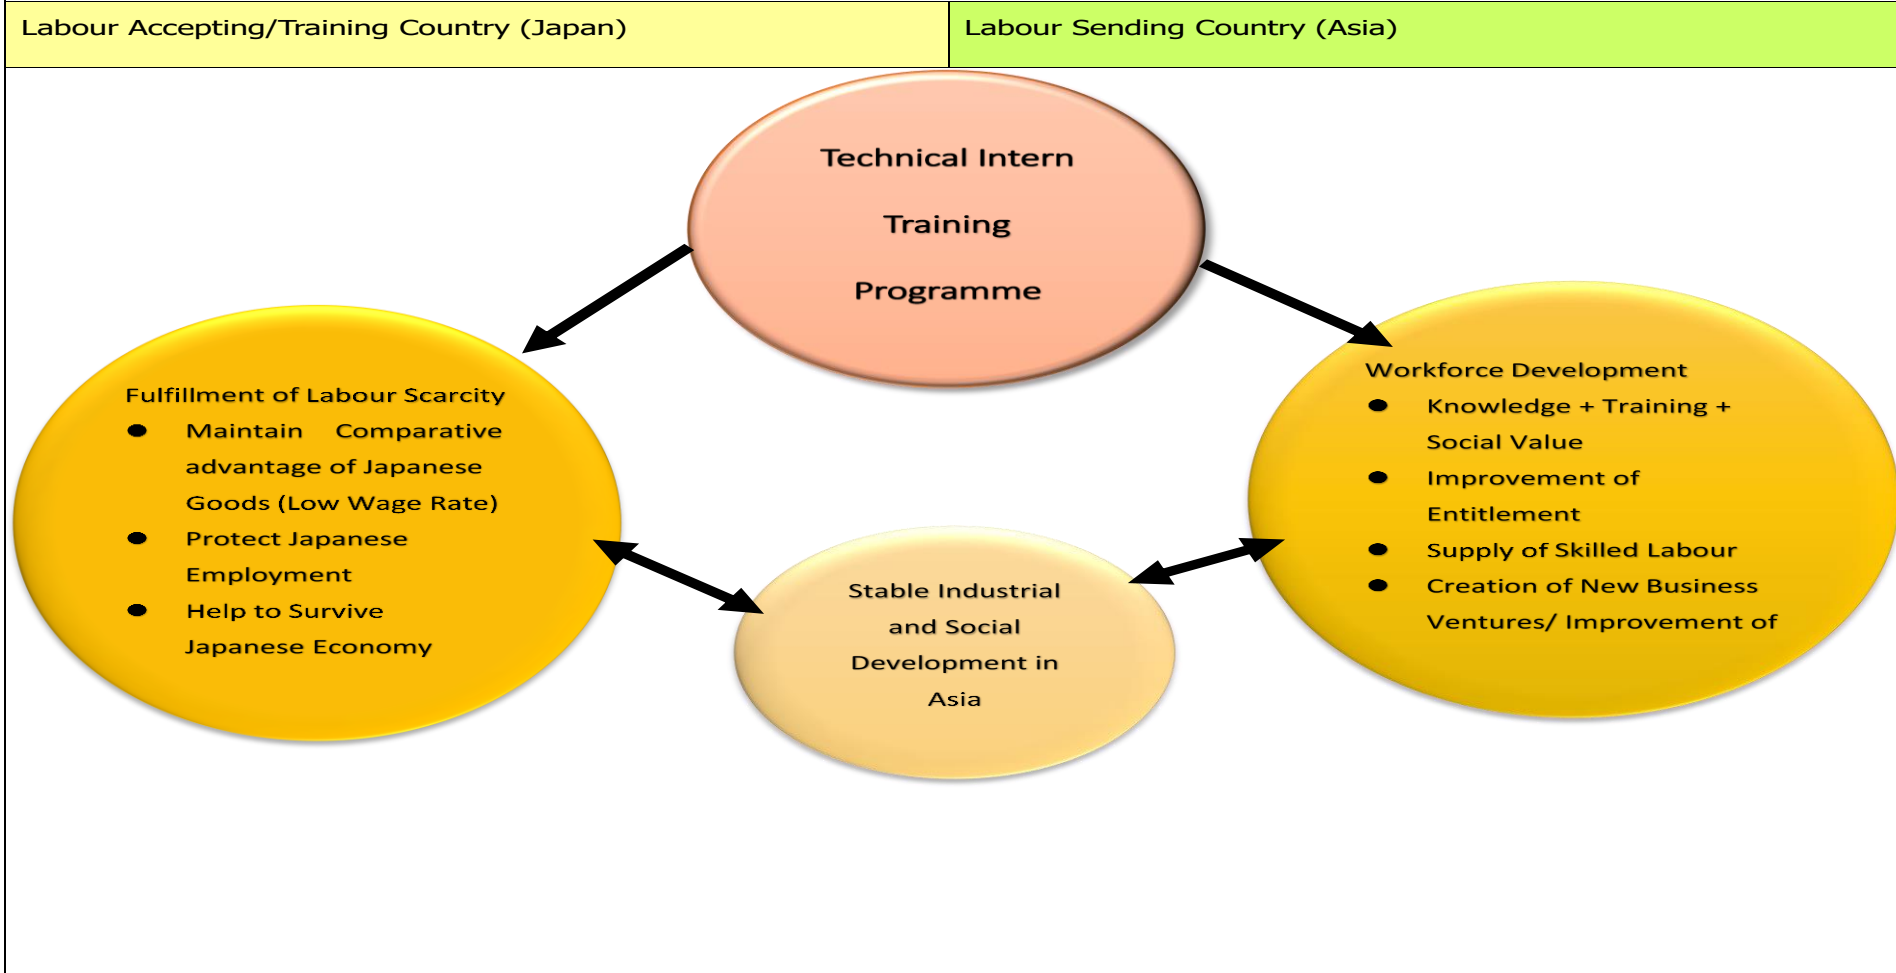 Labour Accepting/Training Country (Japan)
Labour Sending Country (Asia)
Technical Intern
Training
Programme
Fulfillment of Labour Scarcity
● Maintain Comparative
advantage of Japanese
Goods (Low Wage Rate)
● Protect Japanese
Employment
● Help to Survive
Japanese Economy
Workforce Development
● Knowledge + Training +
Social Value
● Improvement of
Entitlement
● Supply of Skilled Labour
● Creation of New Business
Ventures/ Improvement of
Stable Industrial
and Social
Development in
Asia